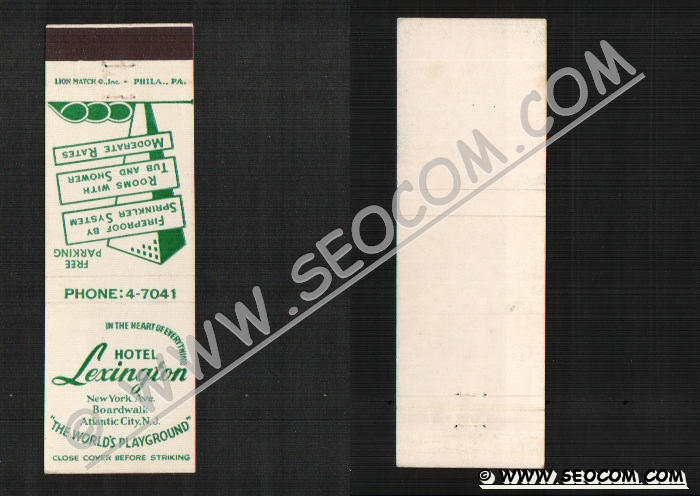 LION MATCH CO., Inc. - PHILA., PA.
MODERATE RATES
ROOMS WITH
TUB AND SHOWER
FIREPROOF BY
SPRINKLER SYSTEM
FREE
PARKING
PHONE: 4-7041
IN THE HEART OF EVERYTHING
HOTEL
Lexington
New York Ave.
Boardwalk
Atlantic City, N.J.
"THE WORLD'S PLAYGROUND"
CLOSE COVER BEFORE STRIKING
© WWW.SEOCOM.COM
© WWW.SEOCOM.COM